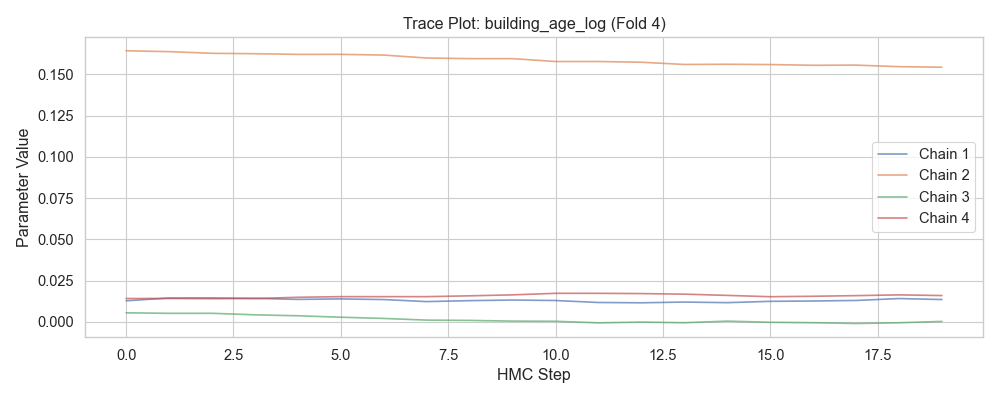 Trace Plot: building_age_log (Fold 4)
Parameter Value
0.150
0.125
0.100
0.075
0.050
0.025
0.000
Chain 1
Chain 2
Chain 3
Chain 4
0.0 2.5 5.0 7.5 10.0 12.5 15.0 17.5
HMC Step